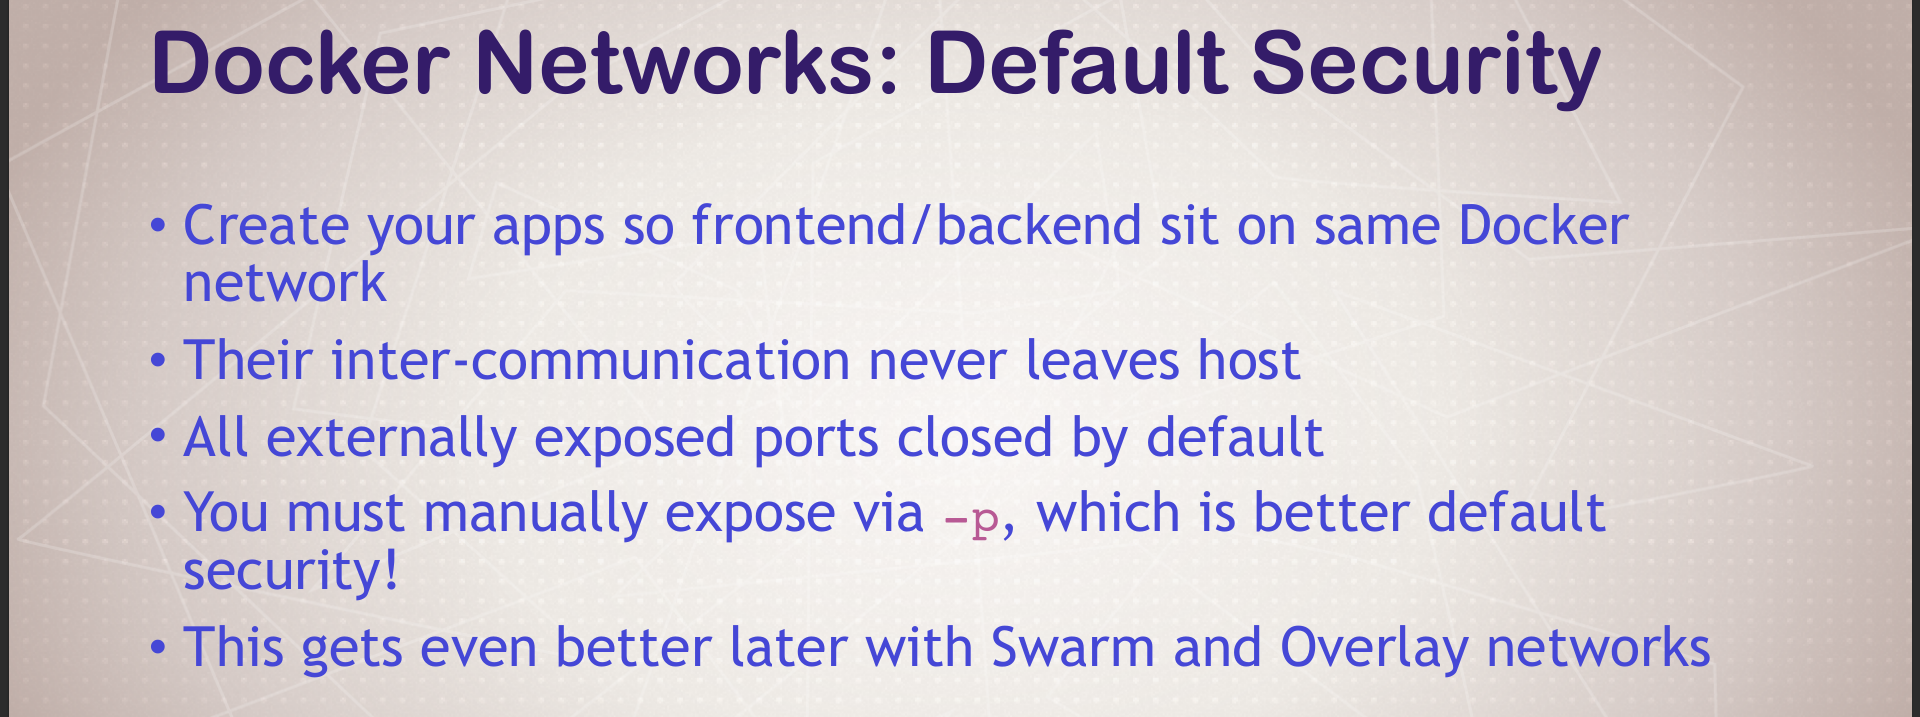 Docker Networks: Default Security
• Create your apps so frontend/backend sit on same Docker
network
• Their inter-communication never leaves host
• All externally exposed ports closed by default
• You must manually expose via -p, which is better default
security!
• This gets even better later with Swarm and Overlay networks